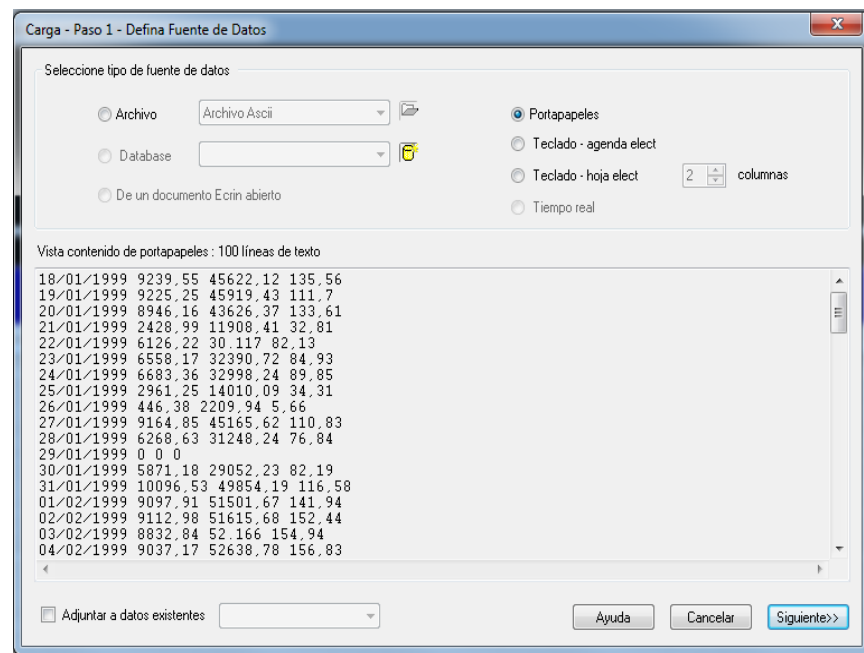 Carga - Paso 1 - Defina Fuente de Datos
Seleccione tipo de fuente de datos
Archivo
Archivo Ascii
Portapapeles
Database
Teclado - agenda elect
De un documento Ecrin abierto
Teclado - hoja elect
2
columnas
Tiempo real
Vista contenido de portapapeles : 100 líneas de texto
18/01/1999 9239,55 45622,12 135,56
19/01/1999 9225,25 45919,43 111,7
20/01/1999 8946,16 43626,37 133,61
21/01/1999 2428,99 11908,41 32,81
22/01/1999 6126,22 30.117 82,13
23/01/1999 6558,17 32390,72 84,93
24/01/1999 6683,36 32998,24 89,85
25/01/1999 2961,25 14010,09 34,31
26/01/1999 446,38 2209,94 5,66
27/01/1999 9164,85 45165,62 110,83
28/01/1999 6268,63 31248,24 76,84
29/01/1999 0 0 0
30/01/1999 5871,18 29052,23 82,19
31/01/1999 10096,53 49854,19 116,58
01/02/1999 9097,91 51501,67 141,94
02/02/1999 9112,98 51615,68 152,44
03/02/1999 8832,84 52.166 154,94
04/02/1999 9037,17 52638,78 156,83
Adjuntar a datos existentes
Ayuda
Cancelar
Siguiente>>